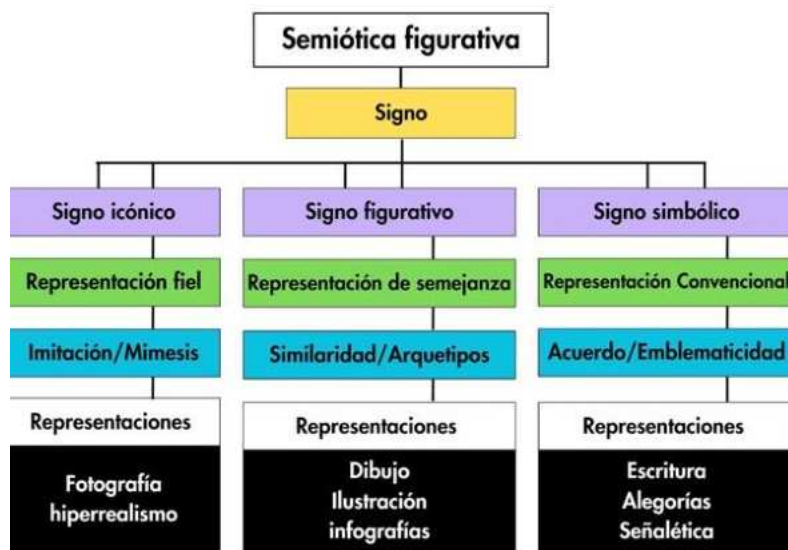 Semiótica figurativa
Signo
Signo icónico
Signo figurativo
Signo simbólico
Representación fiel
Representación de semejanza
Representación Convencional
Imitación/Mimesis
Similaridad/Arquetipos
Acuerdo/Emblematicidad
Representaciones
Representaciones
Representaciones
Fotografía
hiperrealismo
Dibujo
Ilustración
infografías
Escritura
Alegorías
Señalética